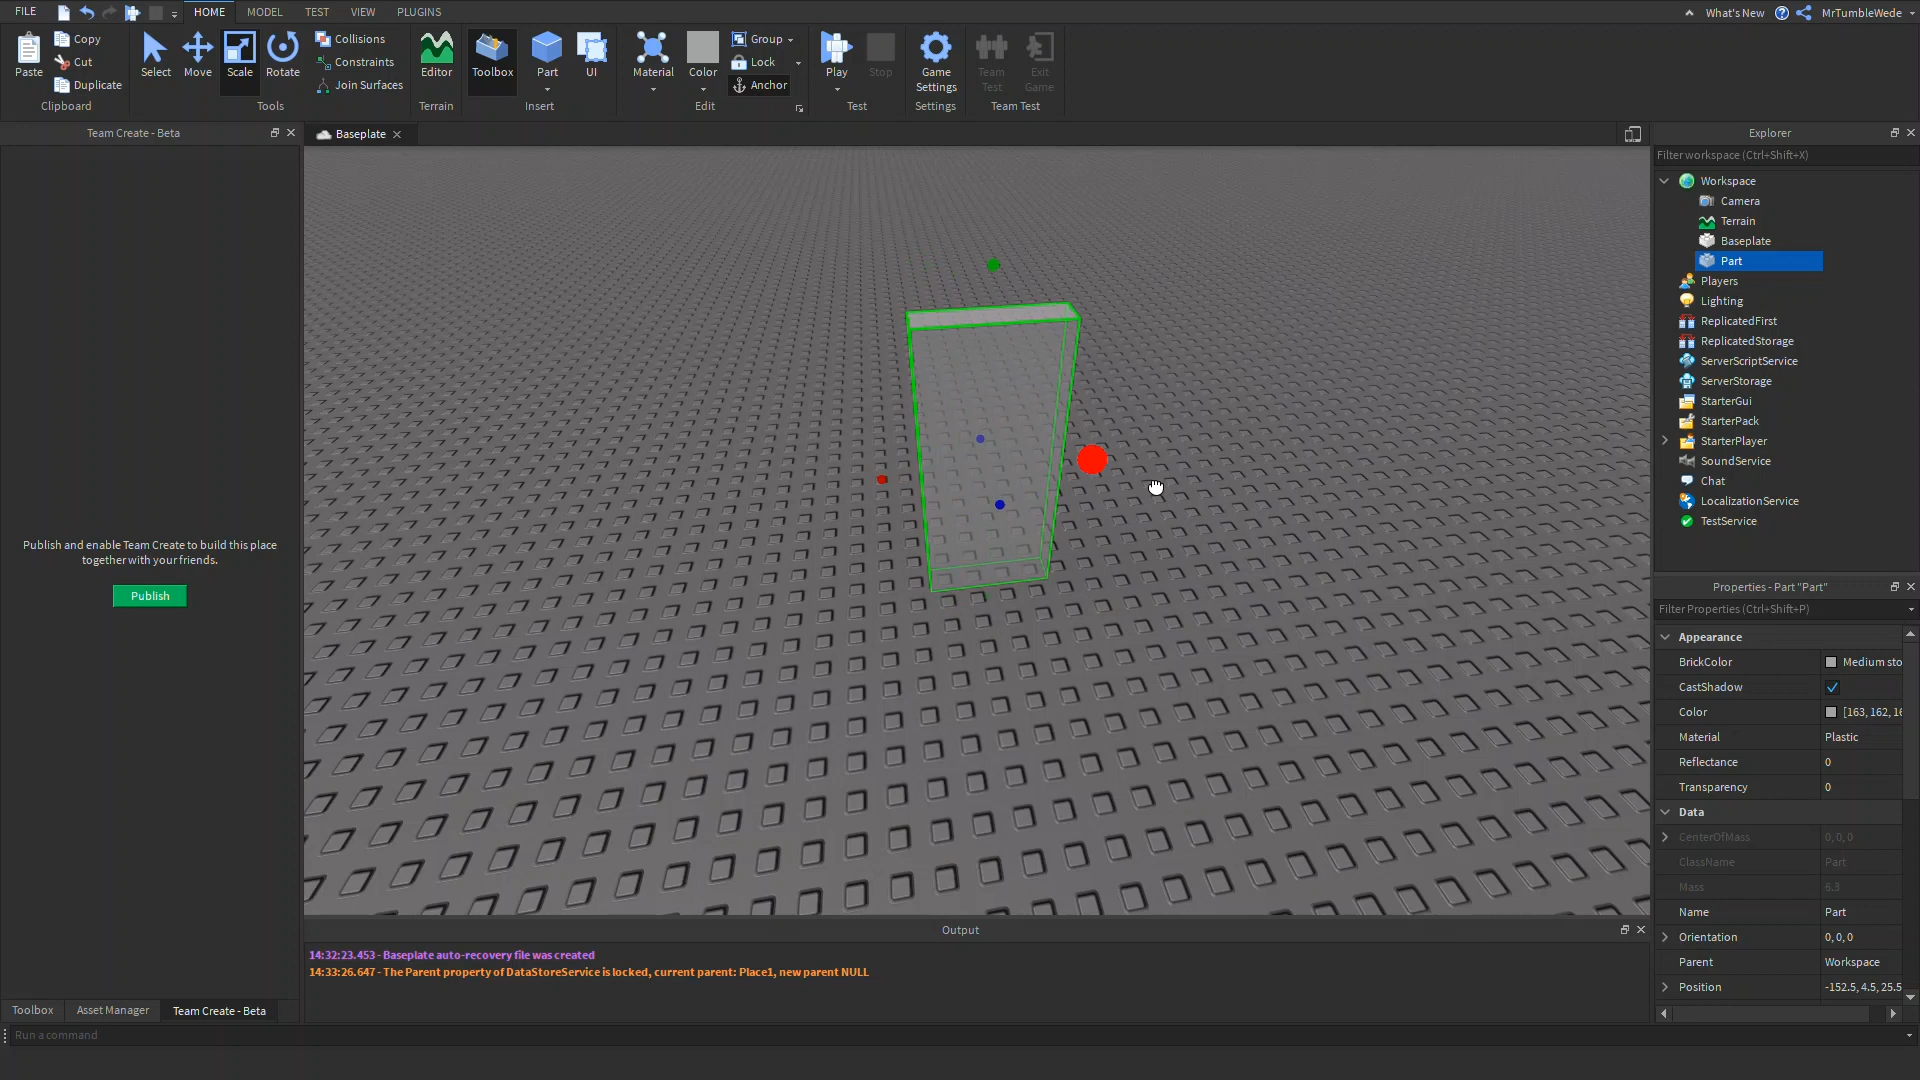 FILE HOME MODEL TEST VIEW PLUGINS What's New MrTumbleWede
Paste Copy Cut Duplicate Clipboard
Select Move Scale Rotate Collisions Constraints Join Surfaces Tools
Editor Terrain
Toolbox Part UI Insert
Material Color Group Lock Anchor Edit
Play Stop Test
Game Settings Settings
Team Test Exit Game Team Test
Team Create - Beta
Publish and enable Team Create to build this place
together with your friends.
Publish
Toolbox Asset Manager Team Create - Beta
Baseplate
Output
14:32:23.453 - Baseplate auto-recovery file was created
14:33:26.647 - The Parent property of DataStoreService is locked, current parent: Place1, new parent NULL
Run a command
Explorer
Filter workspace (Ctrl+Shift+X)
Workspace
Camera
Terrain
Baseplate
Part
Players
Lighting
ReplicatedFirst
ReplicatedStorage
ServerScriptService
ServerStorage
StarterGui
StarterPack
StarterPlayer
SoundService
Chat
LocalizationService
TestService
Properties - Part "Part"
Filter Properties (Ctrl+Shift+P)
Appearance
BrickColor Medium sto
CastShadow
Color [163, 162, 16
Material Plastic
Reflectance 0
Transparency 0
Data
CenterOfMass 0, 0, 0
ClassName Part
Mass 6.3
Name Part
Orientation 0, 0, 0
Parent Workspace
Position -152.5, 4.5, 25.5